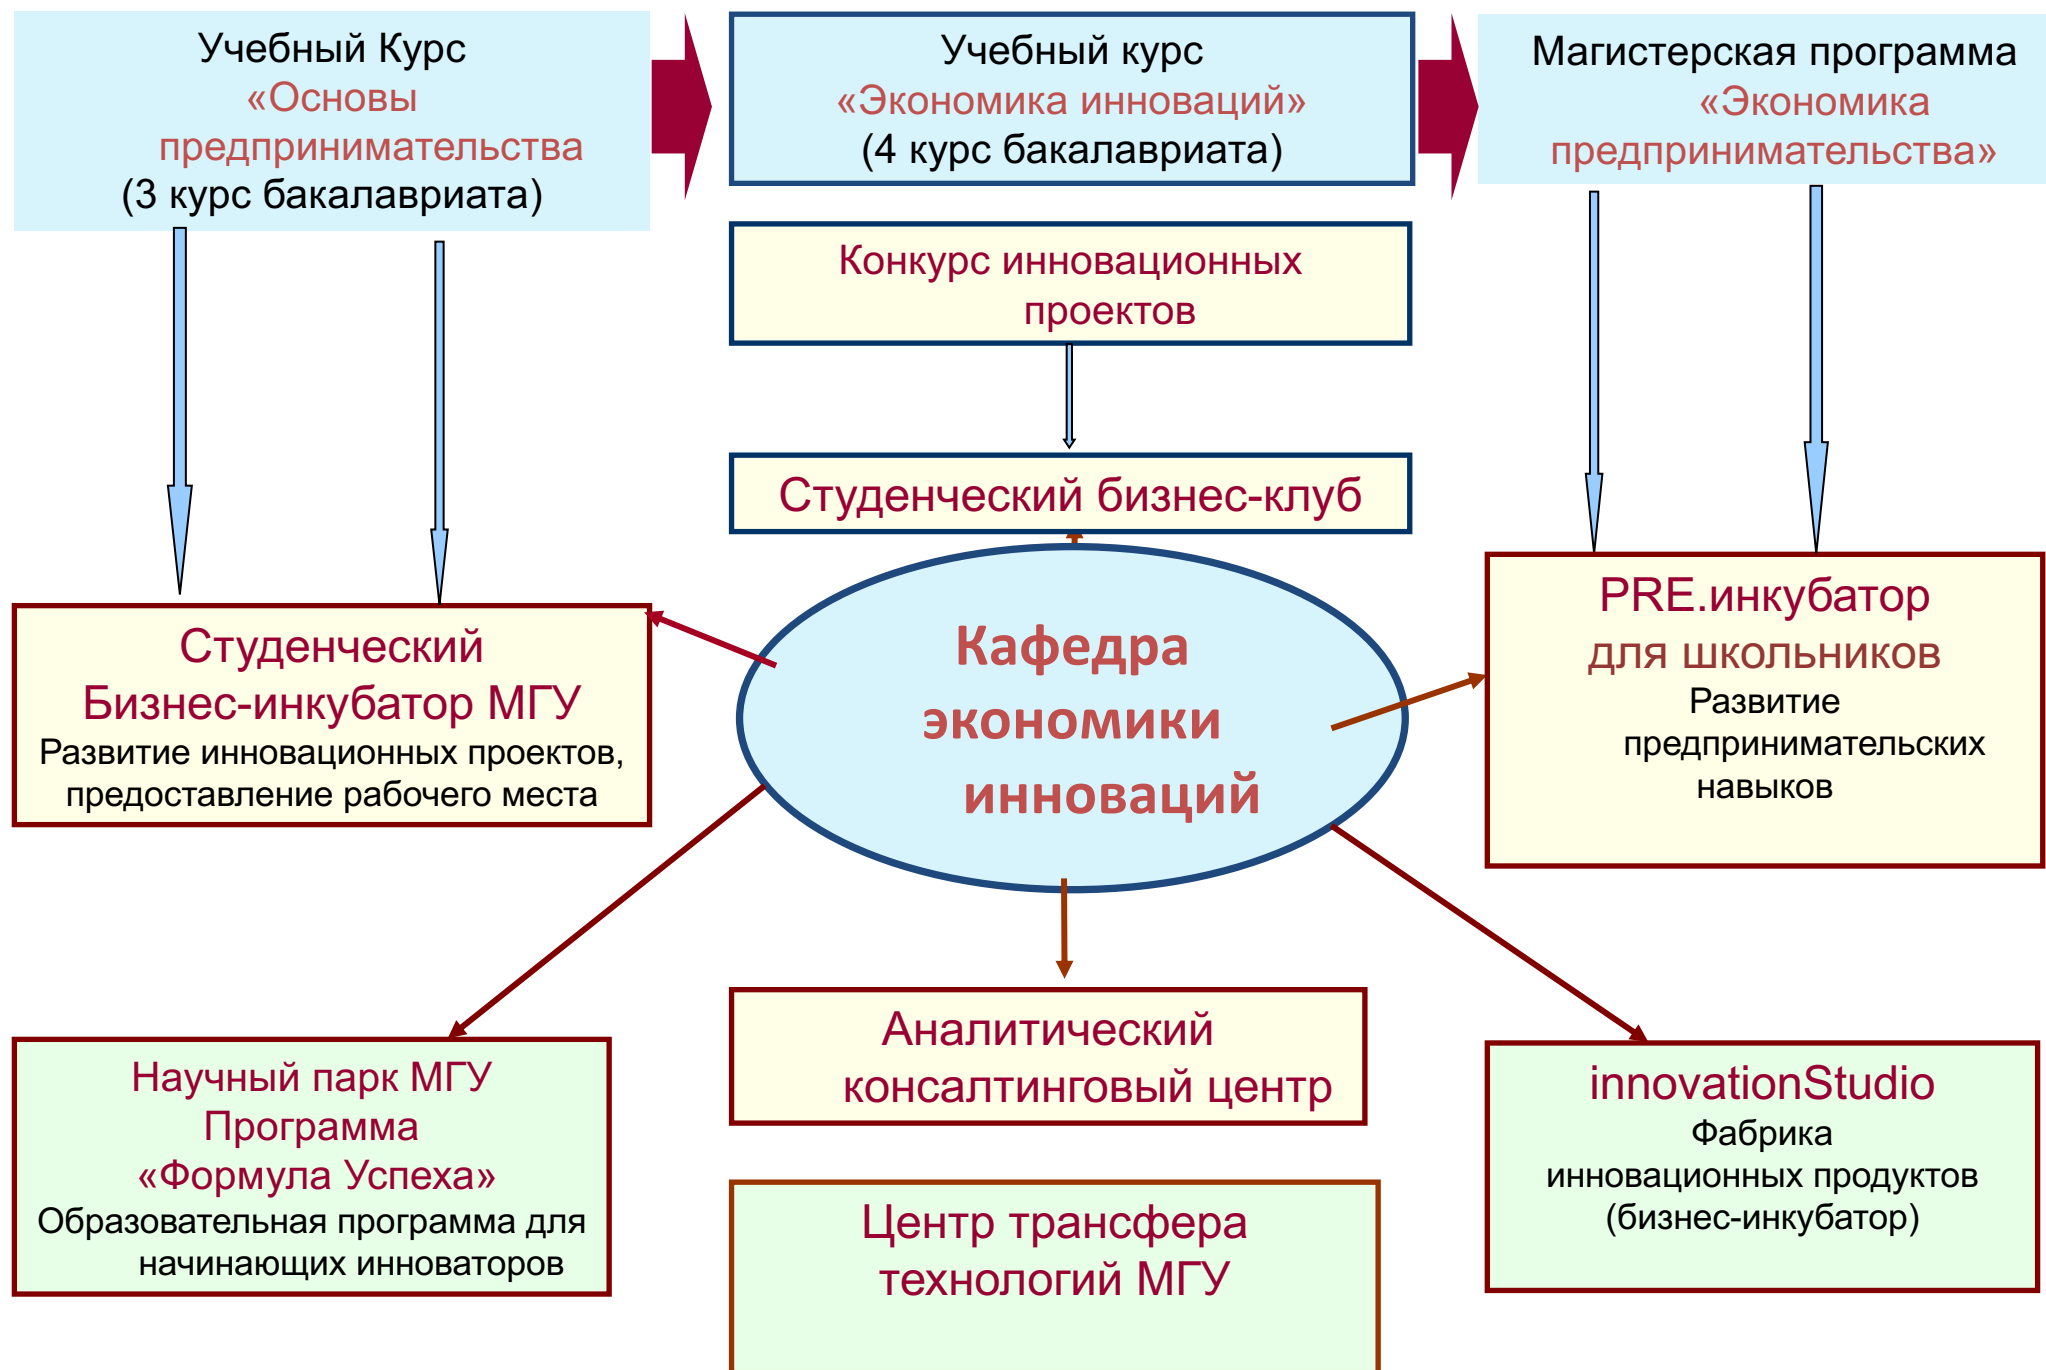 Учебный Курс
«Основы
предпринимательства
(3 курс бакалавриата)
Учебный курс
«Экономика инноваций»
(4 курс бакалавриата)
Магистерская программа
«Экономика
предпринимательства»
Конкурс инновационных
проектов
Студенческий бизнес-клуб
Студенческий
Бизнес-инкубатор МГУ
Развитие инновационных проектов,
предоставление рабочего места
Кафедра
экономики
инноваций
PRE.инкубатор
для школьников
Развитие
предпринимательских
навыков
Научный парк МГУ
Программа
«Формула Успеха»
Образовательная программа для
начинающих инноваторов
Аналитический
консалтинговый центр
innovationStudio
Фабрика
инновационных продуктов
(бизнес-инкубатор)
Центр трансфера
технологий МГУ